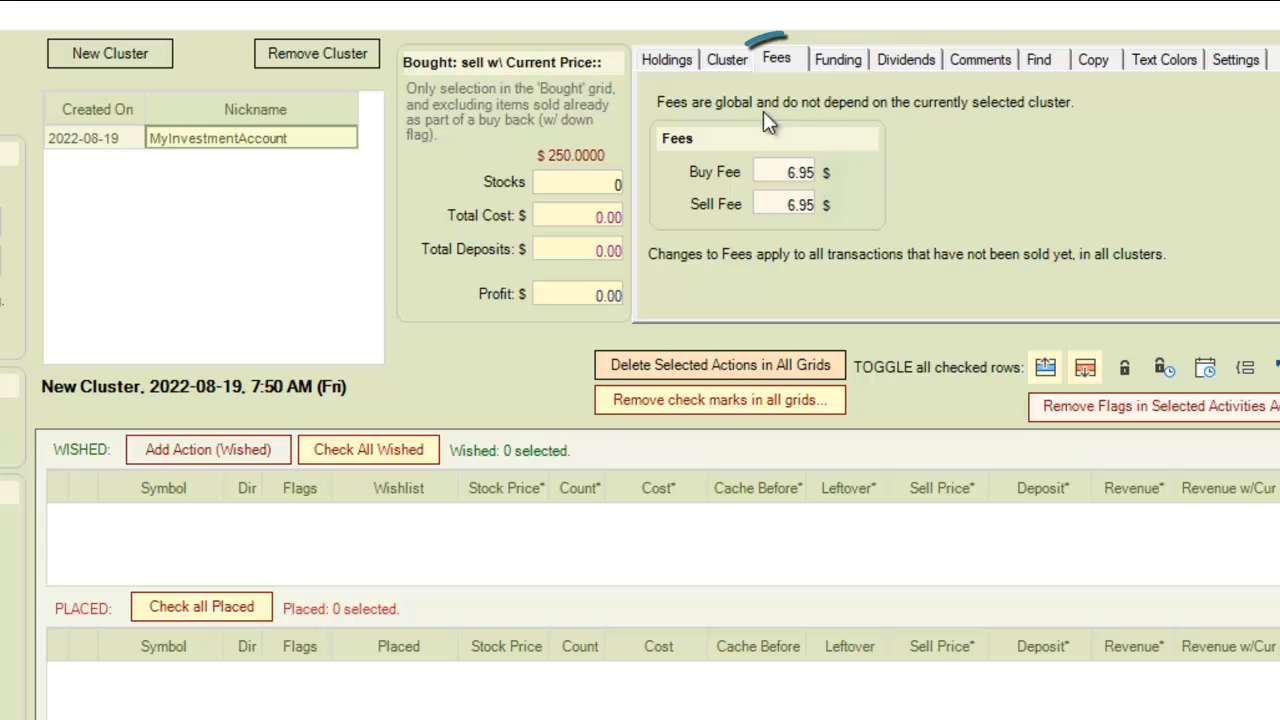 New Cluster
Remove Cluster
Created On Nickname
2022-08-19 MyInvestmentAccount
Bought: sell w\ Current Price::
Only selection in the 'Bought' grid,
and excluding items sold already
as part of a buy back (w/ down
flag).
$ 250.0000
Stocks 0
Total Cost: $ 0.00
Total Deposits: $ 0.00
Profit: $ 0.00
Holdings Cluster Fees Funding Dividends Comments Find Copy Text Colors Settings
Fees are global and do not depend on the currently selected cluster.
Fees
Buy Fee 6.95 $
Sell Fee 6.95 $
Changes to Fees apply to all transactions that have not been sold yet, in all clusters.
New Cluster, 2022-08-19, 7:50 AM (Fri)
Delete Selected Actions in All Grids
TOGGLE all checked rows:
Remove check marks in all grids...
Remove Flags in Selected Activities A
WISHED: Add Action (Wished) Check All Wished Wished: 0 selected.
Symbol Dir Flags Wishlist Stock Price* Count* Cost* Cache Before* Leftover* Sell Price* Deposit* Revenue* Revenue w/Cur
PLACED: Check all Placed Placed: 0 selected.
Symbol Dir Flags Placed Stock Price Count Cost Cache Before Leftover Sell Price* Deposit* Revenue* Revenue w/Cur